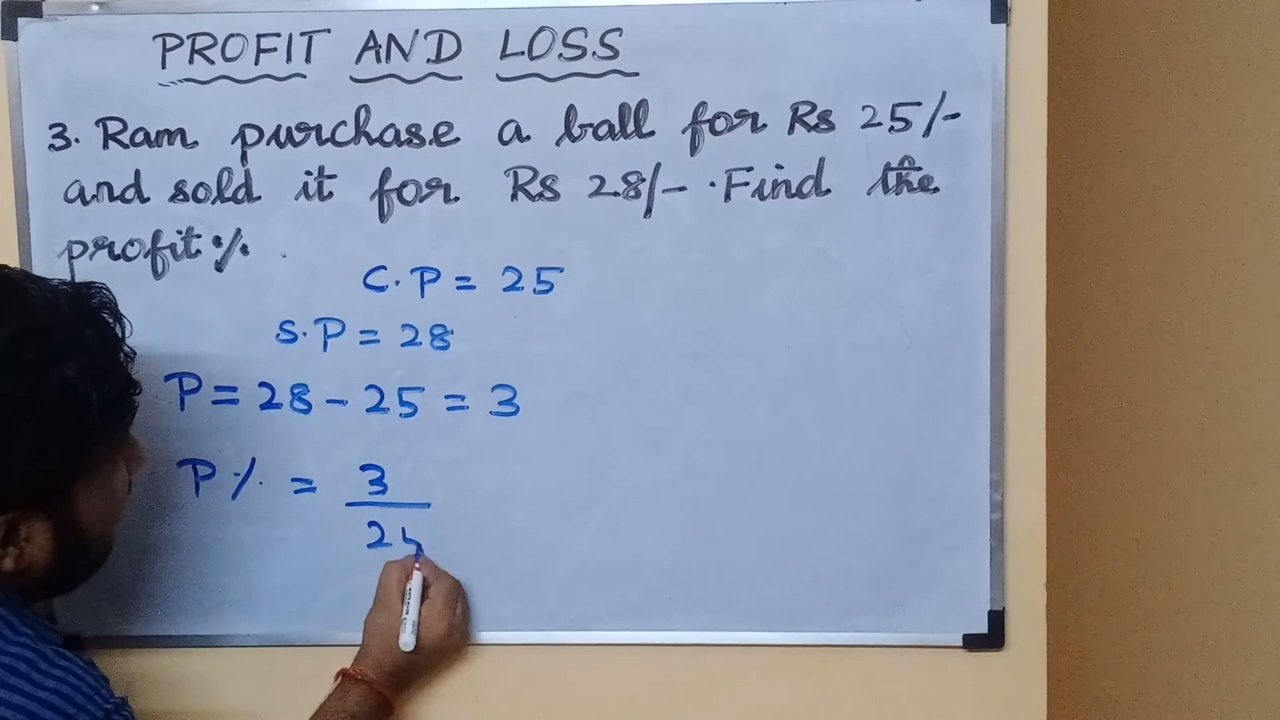 PROFIT AND LOSS
3. Ram purchase a ball for Rs 25/-
and sold it for Rs 28/- . Find the
profit % .
C.P = 25
S.P = 28
P = 28 - 25 = 3
P % = 3
2